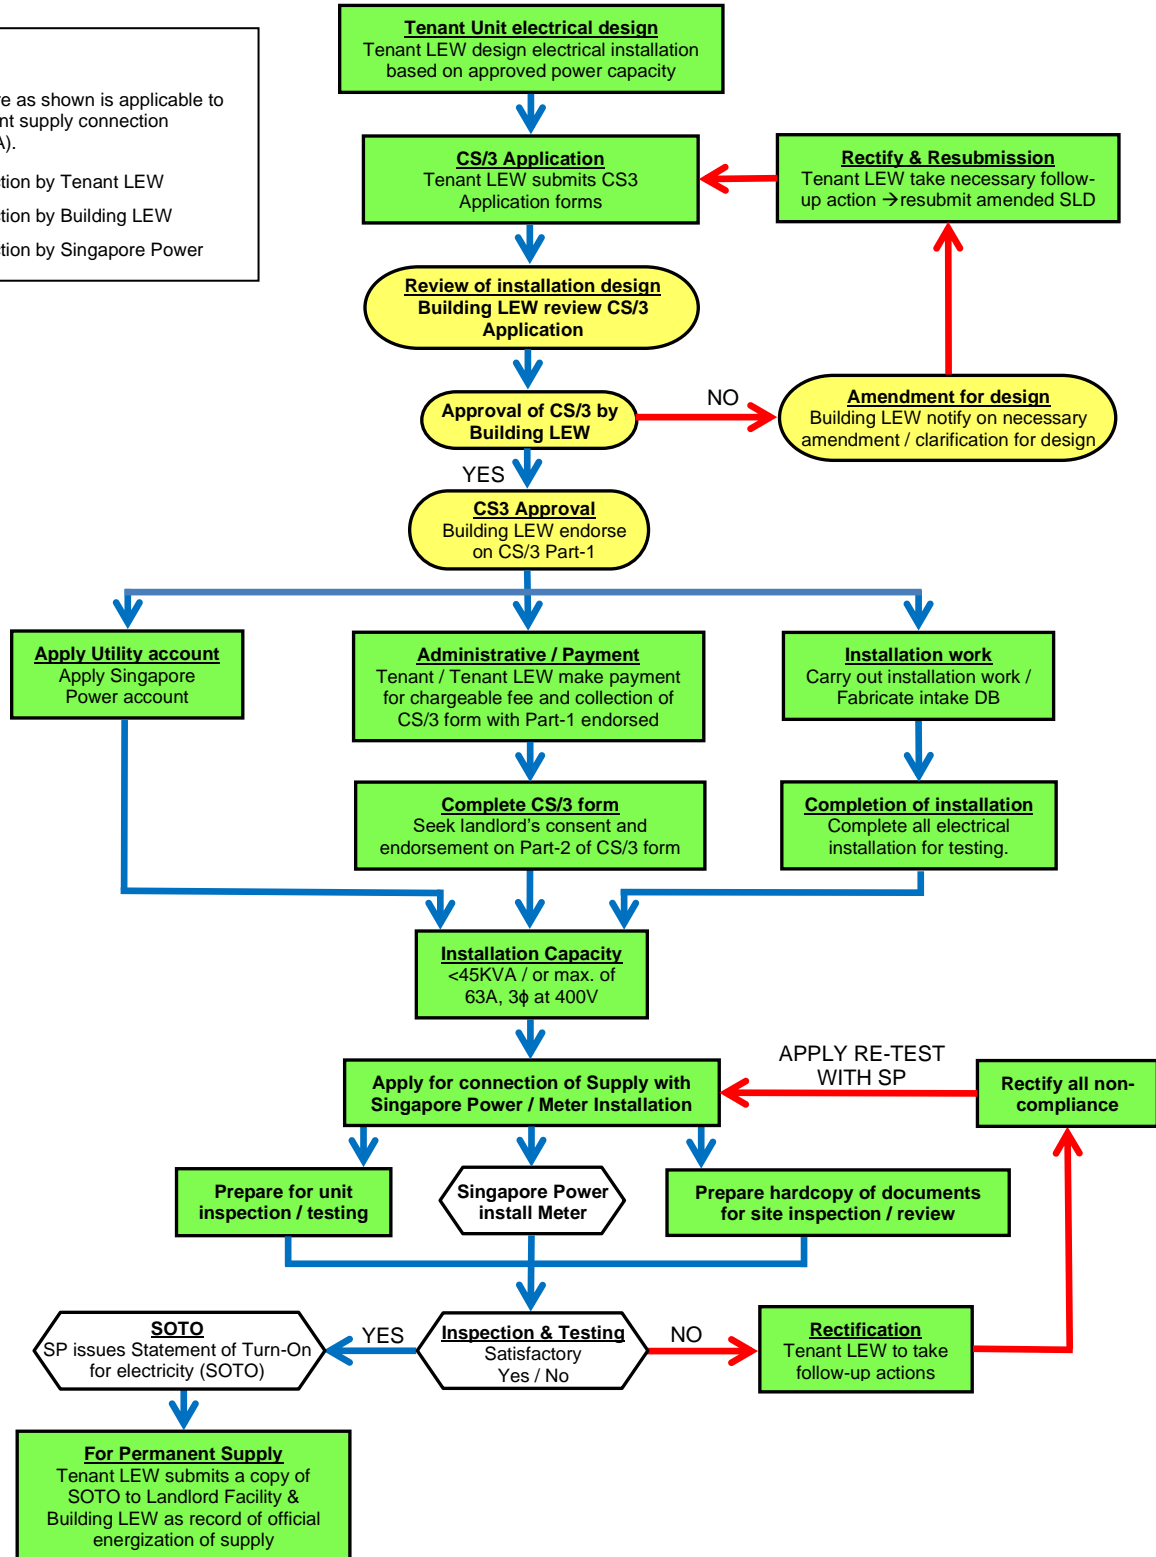 Tenant Unit electrical design
Tenant LEW design electrical installation
based on approved power capacity
as shown is applicable to
supply connection
by Tenant LEW
by Building LEW
by Singapore Power
CS/3 Application
Tenant LEW submits CS3
Application forms
Rectify & Resubmission
Tenant LEW take necessary follow-
up action →resubmit amended SLD
Review of installation design
Building LEW review CS/3
Application
Approval of CS/3 by
Building LEW
NO
Amendment for design
Building LEW notify on necessary
amendment / clarification for design
YES
CS3 Approval
Building LEW endorse
on CS/3 Part-1
Apply Utility account
Apply Singapore
Power account
Administrative / Payment
Tenant / Tenant LEW make payment
for chargeable fee and collection of
CS/3 form with Part-1 endorsed
Installation work
Carry out installation work /
Fabricate intake DB
Complete CS/3 form
Seek landlord's consent and
endorsement on Part-2 of CS/3 form
Completion of installation
Complete all electrical
installation for testing.
Installation Capacity
<45KVA / or max. of
63A, 3ϕ at 400V
Apply for connection of Supply with
Singapore Power / Meter Installation
APPLY RE-TEST
WITH SP
Rectify all non-
compliance
Prepare for unit
inspection / testing
Singapore Power
install Meter
Prepare hardcopy of documents
for site inspection / review
SOTO
SP issues Statement of Turn-On
for electricity (SOTO)
YES
Inspection & Testing
Satisfactory
Yes / No
NO
Rectification
Tenant LEW to take
follow-up actions
For Permanent Supply
Tenant LEW submits a copy of
SOTO to Landlord Facility &
Building LEW as record of official
energization of supply